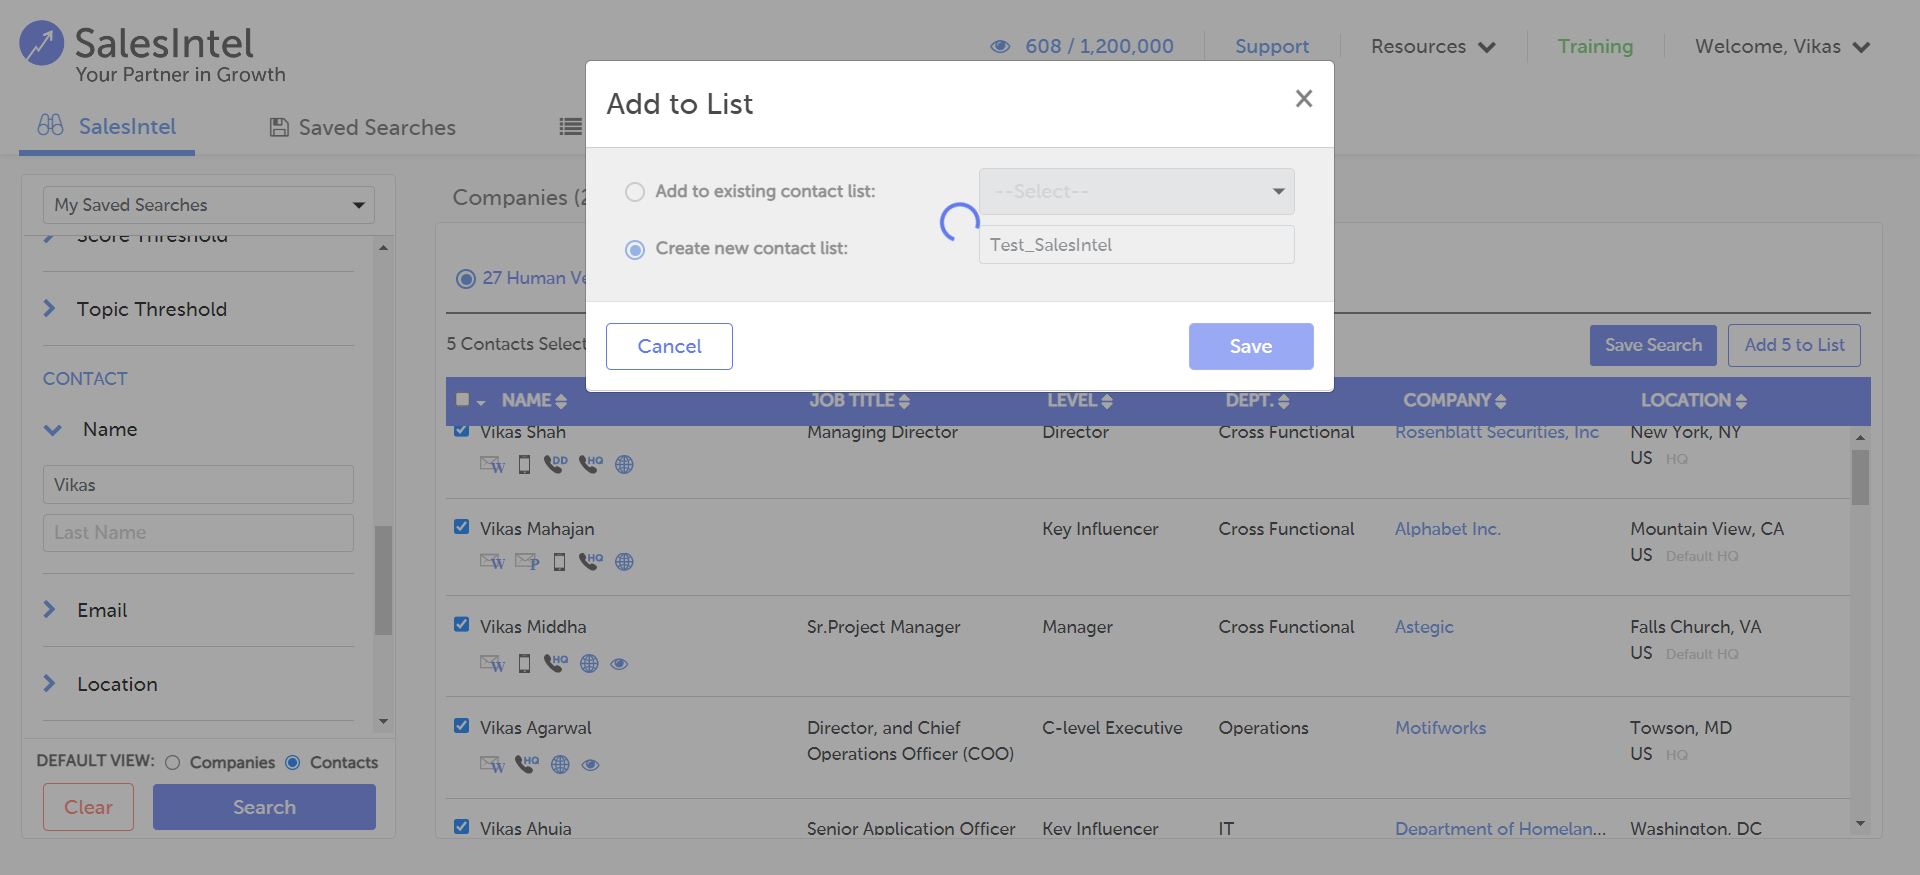 SalesIntel
Your Partner in Growth
608 / 1,200,000
Support
Resources
Training
Welcome, Vikas
SalesIntel
Saved Searches
Add to List
Add to existing contact list:
--Select--
Create new contact list:
Test_SalesIntel
Cancel
Save
My Saved Searches
Score Threshold
Topic Threshold
CONTACT
Name
Vikas
Last Name
Email
Location
DEFAULT VIEW:
Companies
Contacts
Clear
Search
Companies (2
27 Human Ve
5 Contacts Select
Save Search
Add 5 to List
NAME
JOB TITLE
LEVEL
DEPT.
COMPANY
LOCATION
Vikas Shah
Managing Director
Director
Cross Functional
Rosenblatt Securities, Inc
New York, NY
US HQ
W
DD
HQ
Vikas Mahajan
Key Influencer
Cross Functional
Alphabet Inc.
Mountain View, CA
US Default HQ
W
P
HQ
Vikas Middha
Sr.Project Manager
Manager
Cross Functional
Astegic
Falls Church, VA
US Default HQ
W
HQ
Vikas Agarwal
Director, and Chief
Operations Officer (COO)
C-level Executive
Operations
Motifworks
Towson, MD
US HQ
W
HQ
Vikas Ahuja
Senior Application Officer
Key Influencer
IT
Department of Homelan...
Washington, DC